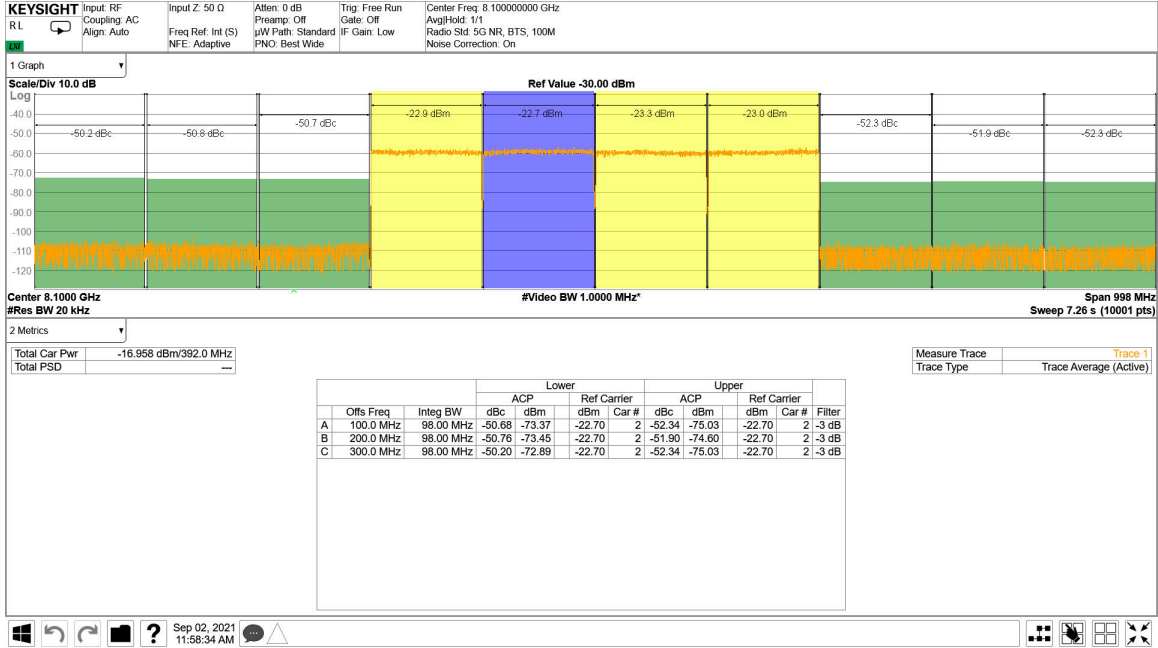 KEYSIGHT Input: RF Input Z: 50 Ω Atten: 0 dB Trig: Free Run Center Freq: 8.100000000 GHz
RL Coupling: AC Preamp: Off Gate: Off Avg|Hold: 1/1
Align: Auto Freq Ref: Int (S) µW Path: Standard IF Gain: Low Radio Std: 5G NR, BTS, 100M
LXI NFE: Adaptive PNO: Best Wide Noise Correction: On
1 Graph
Scale/Div 10.0 dB Ref Value -30.00 dBm
Log
-40.0 -22.9 dBm -22.7 dBm -23.3 dBm -23.0 dBm
-50.7 dBc -52.3 dBc
-50.0 -50.2 dBc -50.8 dBc -51.9 dBc -52.3 dBc
-60.0
-70.0
-80.0
-90.0
-100
-110
-120
Center 8.1000 GHz #Video BW 1.0000 MHz* Span 998 MHz
#Res BW 20 kHz Sweep 7.26 s (10001 pts)
2 Metrics
Total Car Pwr -16.958 dBm/392.0 MHz Measure Trace Trace 1
Total PSD --- Trace Type Trace Average (Active)
Lower Upper
ACP Ref Carrier ACP Ref Carrier
Offs Freq Integ BW dBc dBm dBm Car # dBc dBm dBm Car # Filter
A 100.0 MHz 98.00 MHz -50.68 -73.37 -22.70 2 -52.34 -75.03 -22.70 2 -3 dB
B 200.0 MHz 98.00 MHz -50.76 -73.45 -22.70 2 -51.90 -74.60 -22.70 2 -3 dB
C 300.0 MHz 98.00 MHz -50.20 -72.89 -22.70 2 -52.34 -75.03 -22.70 2 -3 dB
? Sep 02, 2021
11:58:34 AM